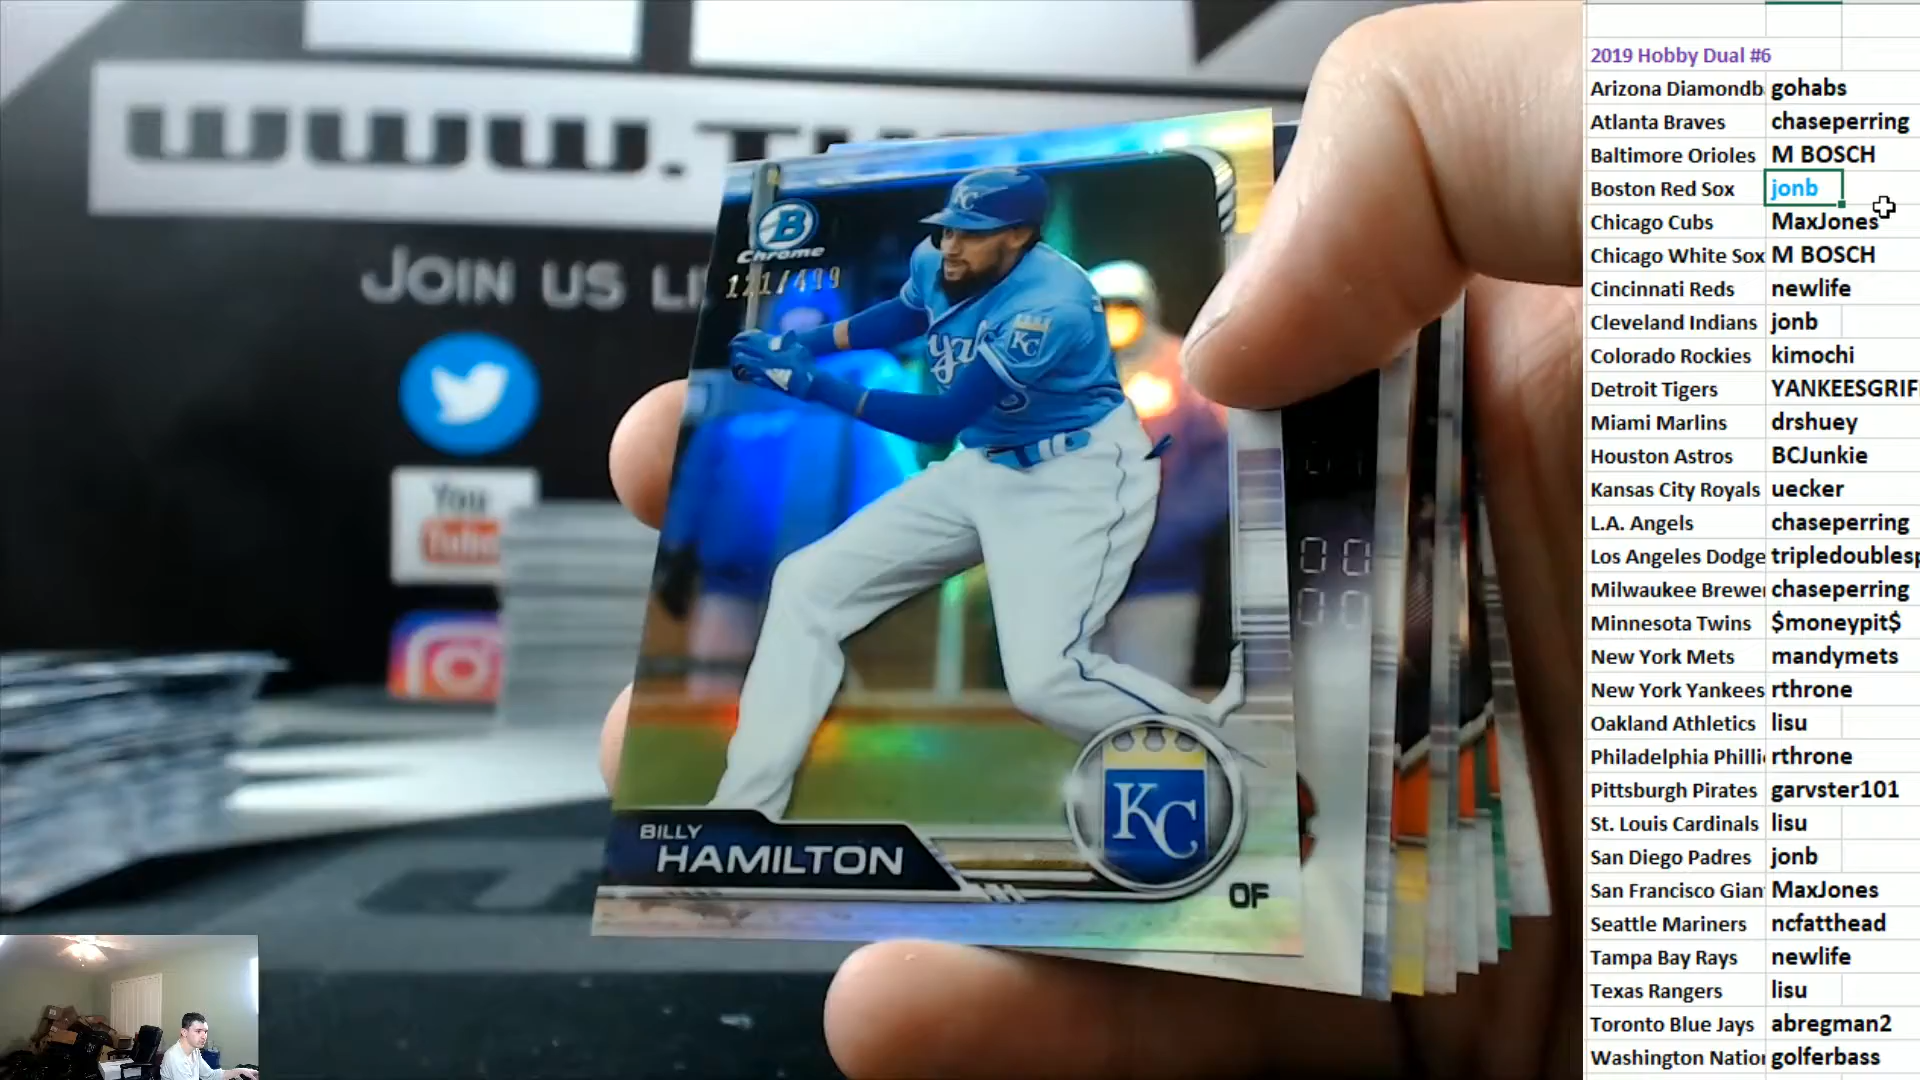 WWW.TH
JOIN US LI
You
Tube
B
Chrome
121/499
KC
BILLY
HAMILTON
KC
OF
2019 Hobby Dual #6
Arizona Diamondb gohabs
Atlanta Braves chaseperring
Baltimore Orioles M BOSCH
Boston Red Sox jonb
Chicago Cubs MaxJones
Chicago White Sox M BOSCH
Cincinnati Reds newlife
Cleveland Indians jonb
Colorado Rockies kimochi
Detroit Tigers YANKEESGRIF
Miami Marlins drshuey
Houston Astros BCJunkie
Kansas City Royals uecker
L.A. Angels chaseperring
Los Angeles Dodge tripledoublesp
Milwaukee Brewe chaseperring
Minnesota Twins $moneypit$
New York Mets mandymets
New York Yankees rthrone
Oakland Athletics lisu
Philadelphia Philli rthrone
Pittsburgh Pirates garvster101
St. Louis Cardinals lisu
San Diego Padres jonb
San Francisco Gian MaxJones
Seattle Mariners ncfatthead
Tampa Bay Rays newlife
Texas Rangers lisu
Toronto Blue Jays abregman2
Washington Natio golferbass